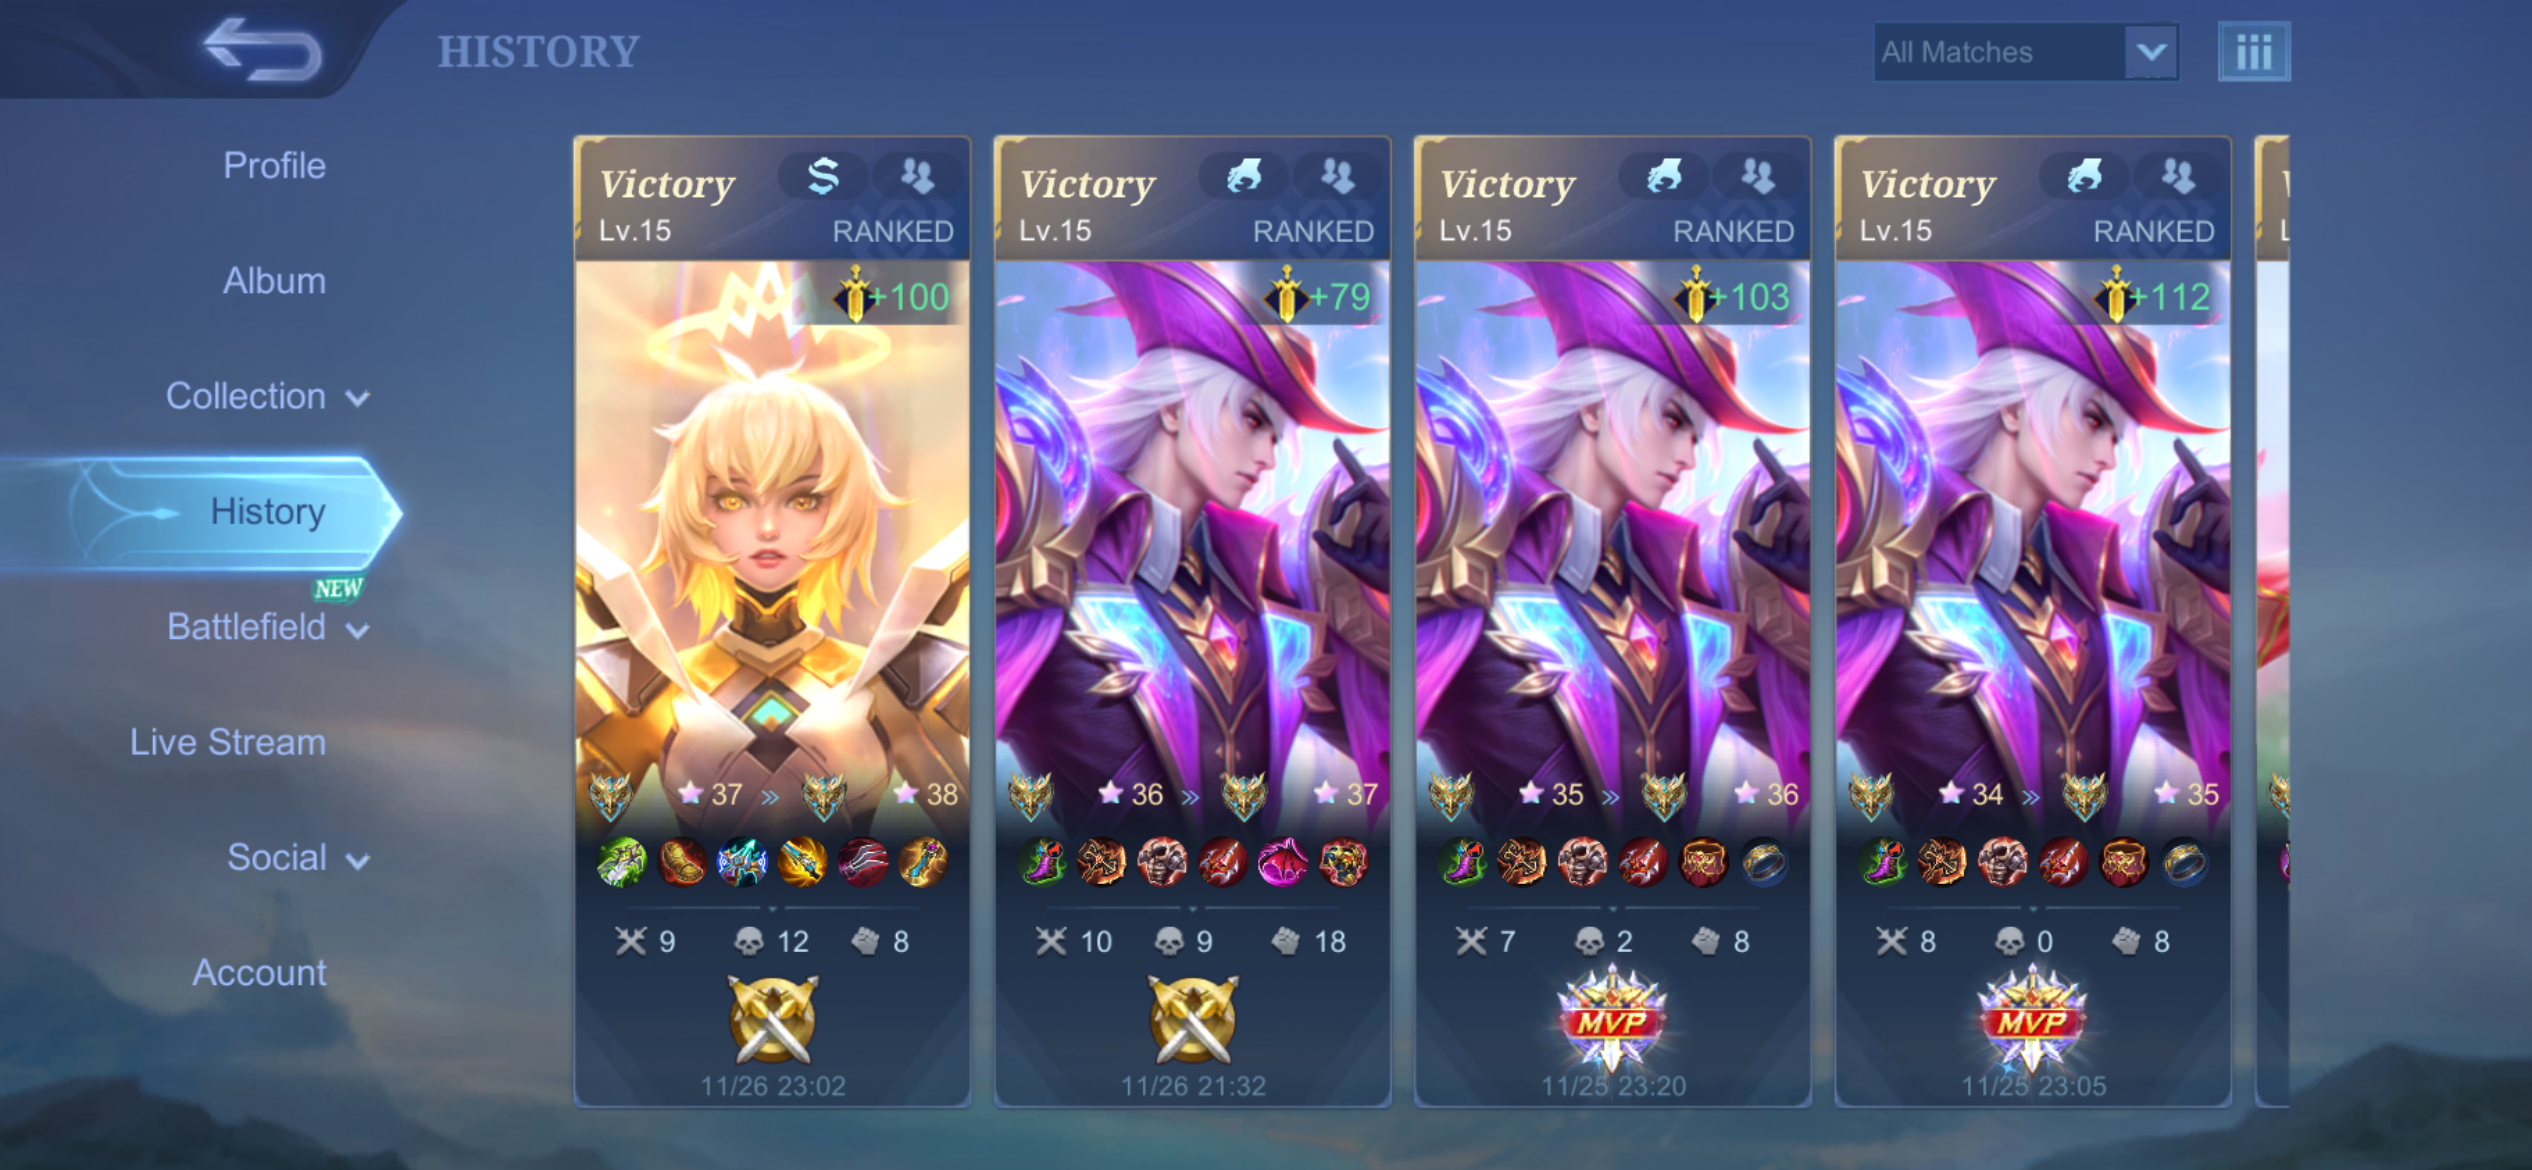 HISTORY
All Matches
Profile
Album
Collection
History
NEW
Battlefield
Live Stream
Social
Account
Victory
Lv.15
RANKED
+100
37
38
9
12
8
11/26 23:02
Victory
Lv.15
RANKED
+79
36
37
10
9
18
11/26 21:32
Victory
Lv.15
RANKED
+103
35
36
7
2
8
MVP
11/25 23:20
Victory
Lv.15
RANKED
+112
34
35
8
0
8
MVP
11/25 23:05